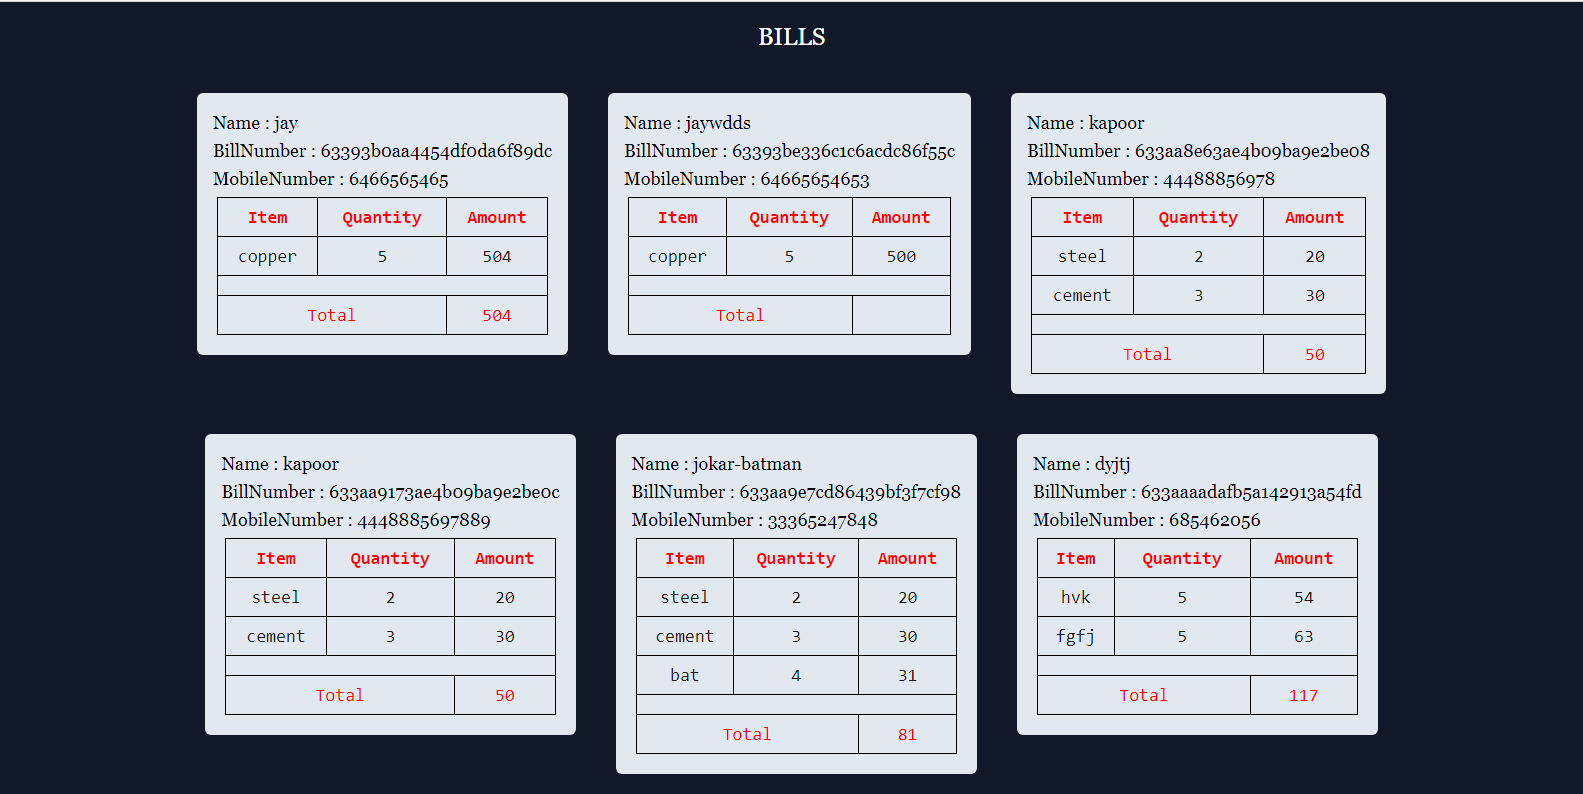 BILLS
Name : jay
BillNumber : 63393b0aa4454df0da6f89dc
MobileNumber : 6466565465
Item Quantity Amount
copper 5 504
Total 504
Name : jaywdds
BillNumber : 63393be336c1c6acdc86f55c
MobileNumber : 64665654653
Item Quantity Amount
copper 5 500
Total
Name : kapoor
BillNumber : 633aa8e63ae4b09ba9e2be08
MobileNumber : 44488856978
Item Quantity Amount
steel 2 20
cement 3 30
Total 50
Name : kapoor
BillNumber : 633aa9173ae4b09ba9e2be0c
MobileNumber : 4448885697889
Item Quantity Amount
steel 2 20
cement 3 30
Total 50
Name : jokar-batman
BillNumber : 633aa9e7cd86439bf3f7cf98
MobileNumber : 33365247848
Item Quantity Amount
steel 2 20
cement 3 30
bat 4 31
Total 81
Name : dyjtj
BillNumber : 633aaaadafb5a142913a54fd
MobileNumber : 685462056
Item Quantity Amount
hvk 5 54
fgfj 5 63
Total 117